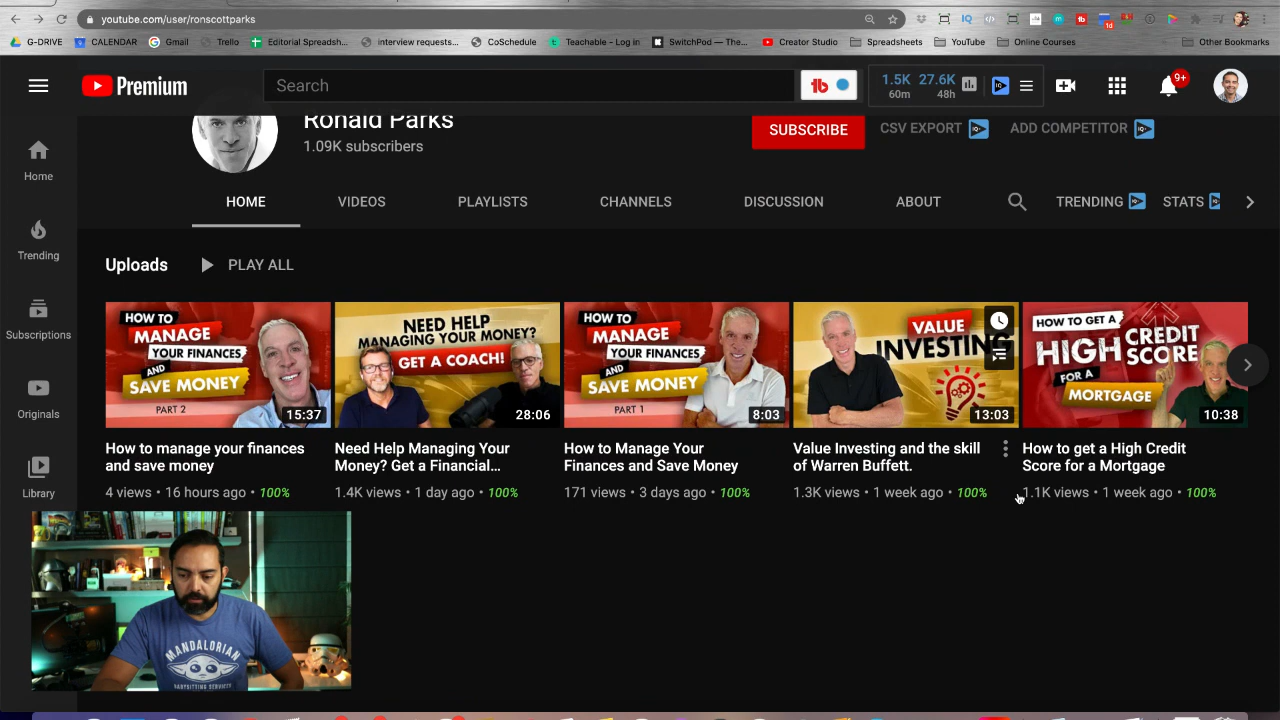 youtube.com/user/ronscottparks
G-DRIVE CALENDAR Gmail Trello Editorial Spreadsh... interview requests... CoSchedule Teachable - Log in SwitchPod — The... Creator Studio Spreadsheets YouTube Online Courses Other Bookmarks
Premium
Search
1.5K 27.6K
60m 48h
9+
Ronald Parks
1.09K subscribers
SUBSCRIBE
CSV EXPORT
ADD COMPETITOR
Home
Trending
Subscriptions
Originals
Library
HOME VIDEOS PLAYLISTS CHANNELS DISCUSSION ABOUT TRENDING STATS
Uploads PLAY ALL
HOW TO
MANAGE
YOUR FINANCES
AND
SAVE MONEY
PART 2
15:37
NEED HELP
MANAGING YOUR MONEY?
GET A COACH!
28:06
HOW TO
MANAGE
YOUR FINANCES
AND
SAVE MONEY
PART 1
8:03
VALUE
INVESTING
13:03
HOW TO GET A
HIGH CREDIT
SCORE
FOR A
MORTGAGE
10:38
How to manage your finances
and save money
4 views • 16 hours ago • 100%
Need Help Managing Your
Money? Get a Financial...
1.4K views • 1 day ago • 100%
How to Manage Your
Finances and Save Money
171 views • 3 days ago • 100%
Value Investing and the skill
of Warren Buffett.
1.3K views • 1 week ago • 100%
How to get a High Credit
Score for a Mortgage
1.1K views • 1 week ago • 100%
MANDALORIAN
BABYSITTING SERVICES